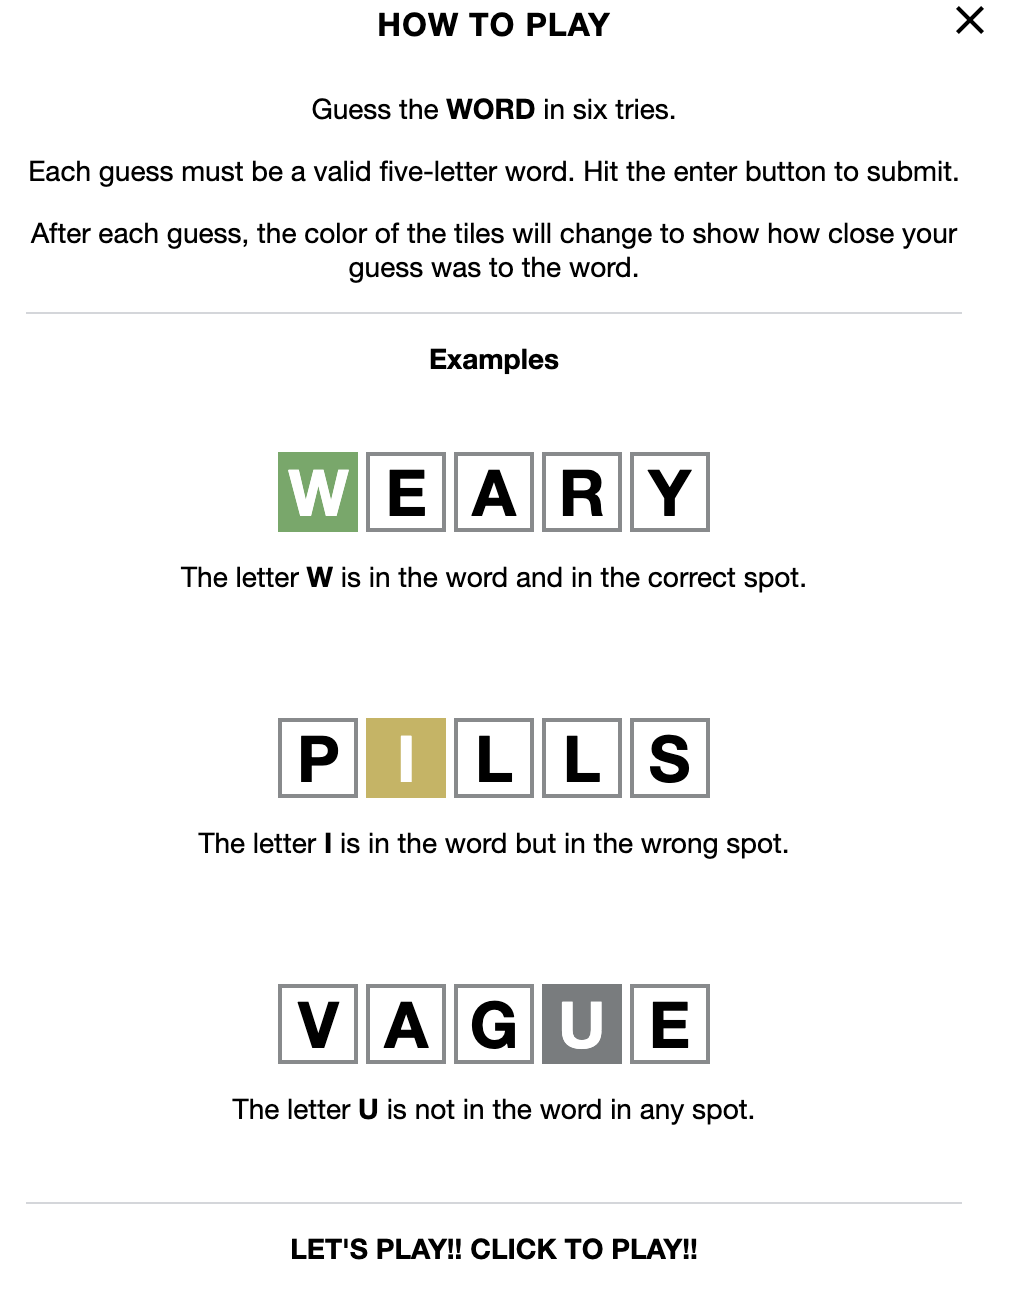 HOW TO PLAY
Guess the WORD in six tries.
Each guess must be a valid five-letter word. Hit the enter button to submit.
After each guess, the color of the tiles will change to show how close your
guess was to the word.
Examples
WEARY
The letter W is in the word and in the correct spot.
PILLS
The letter I is in the word but in the wrong spot.
VAGUE
The letter U is not in the word in any spot.
LET'S PLAY!! CLICK TO PLAY!!